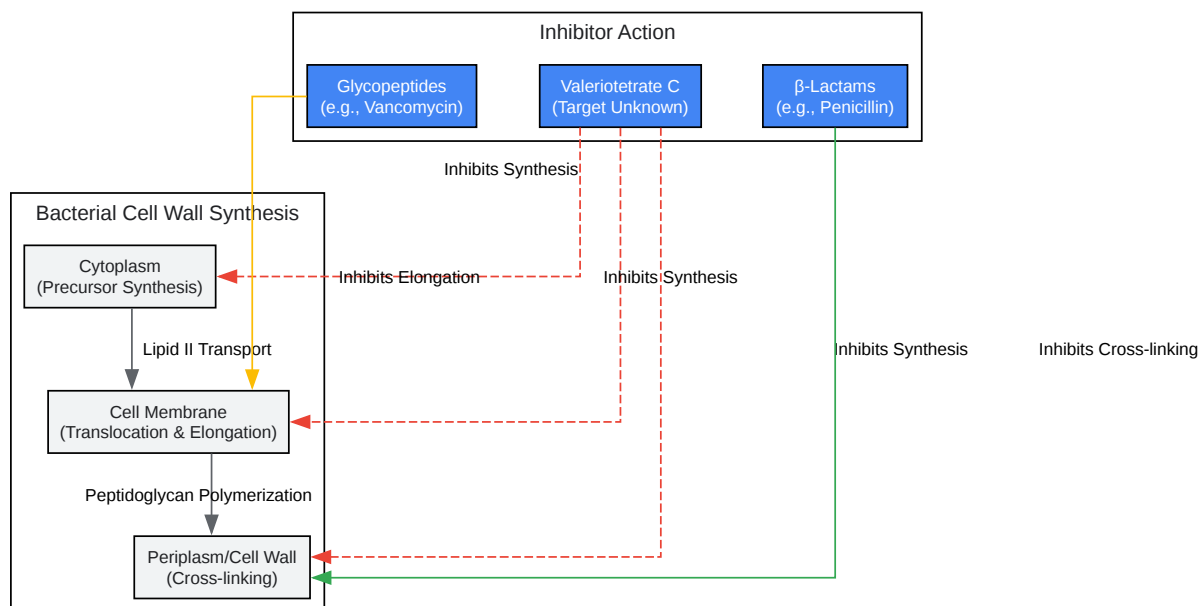 Inhibitor Action
Glycopeptides
(e.g., Vancomycin)
Valeriotetrate C
(Target Unknown)
β-Lactams
(e.g., Penicillin)
Inhibits Synthesis
Bacterial Cell Wall Synthesis
Cytoplasm
(Precursor Synthesis)
Inhibits Elongation
Inhibits Synthesis
Lipid II Transport
Inhibits Synthesis
Inhibits Cross-linking
Cell Membrane
(Translocation & Elongation)
Peptidoglycan Polymerization
Periplasm/Cell Wall
(Cross-linking)